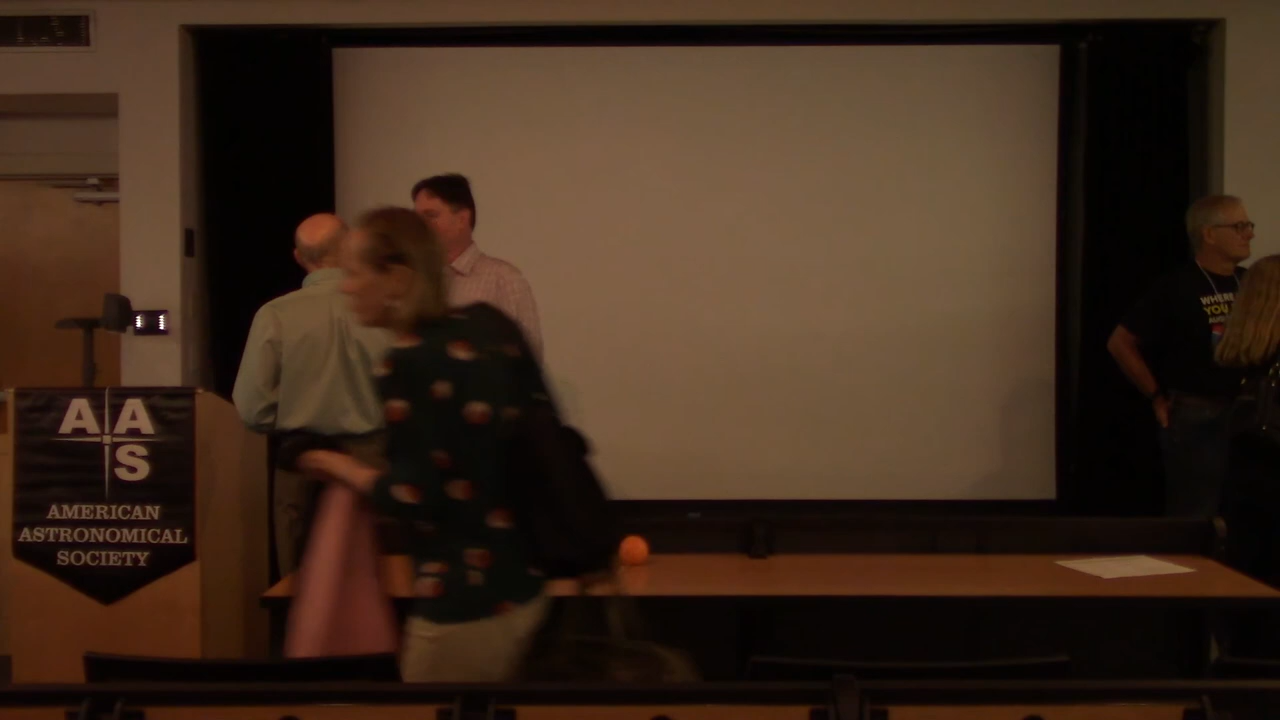 A A
S
AMERICAN
ASTRONOMICAL
SOCIETY
WHERE
YOU